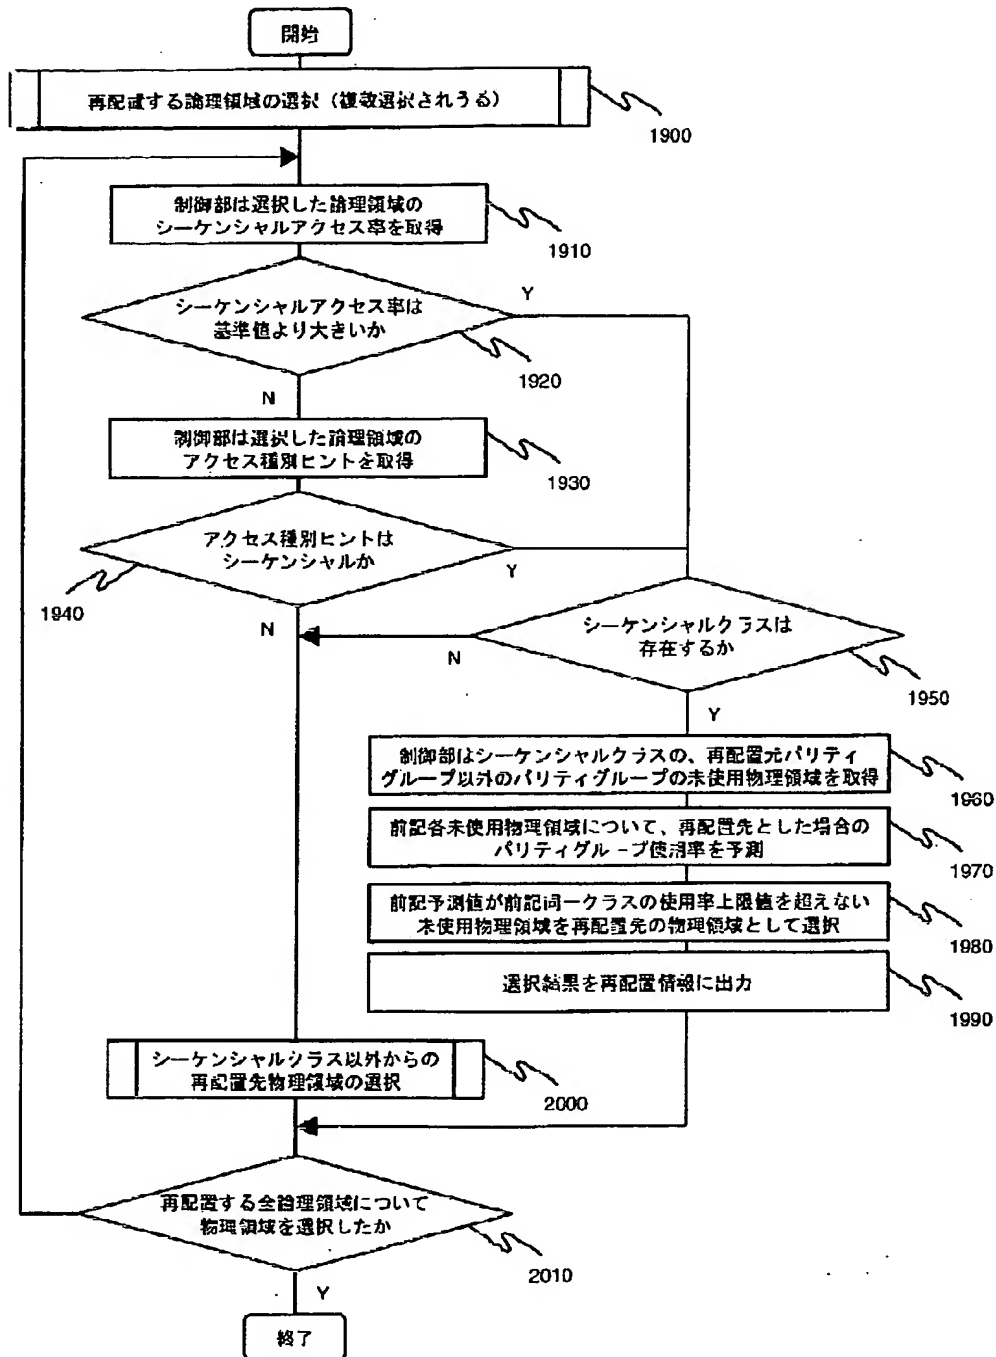 開始
再配置する論理領域の選択（複数選択されうる）
1900
制御部は選択した論理領域の
シーケンシャルアクセス率を取得
1910
シーケンシャルアクセス率は
基準値より大きいか
Y
1920
N
制御部は選択した論理領域の
アクセス種別ヒントを取得
1930
アクセス種別ヒントは
シーケンシャルか
Y
1940
N
シーケンシャルクラスは
存在するか
N
1950
Y
制御部はシーケンシャルクラスの、再配置元パリティ
グループ以外のパリティグループの未使用物理領域を取得
1960
前記各未使用物理領域について、再配置先とした場合の
パリティグループ使用率を予測
1970
前記予測値が前記同一クラスの使用率上限値を超えない
未使用物理領域を再配置先の物理領域として選択
1980
選択結果を再配置情報に出力
1990
シーケンシャルクラス以外からの
再配置先物理領域の選択
2000
再配置する全論理領域について
物理領域を選択したか
2010
Y
終了